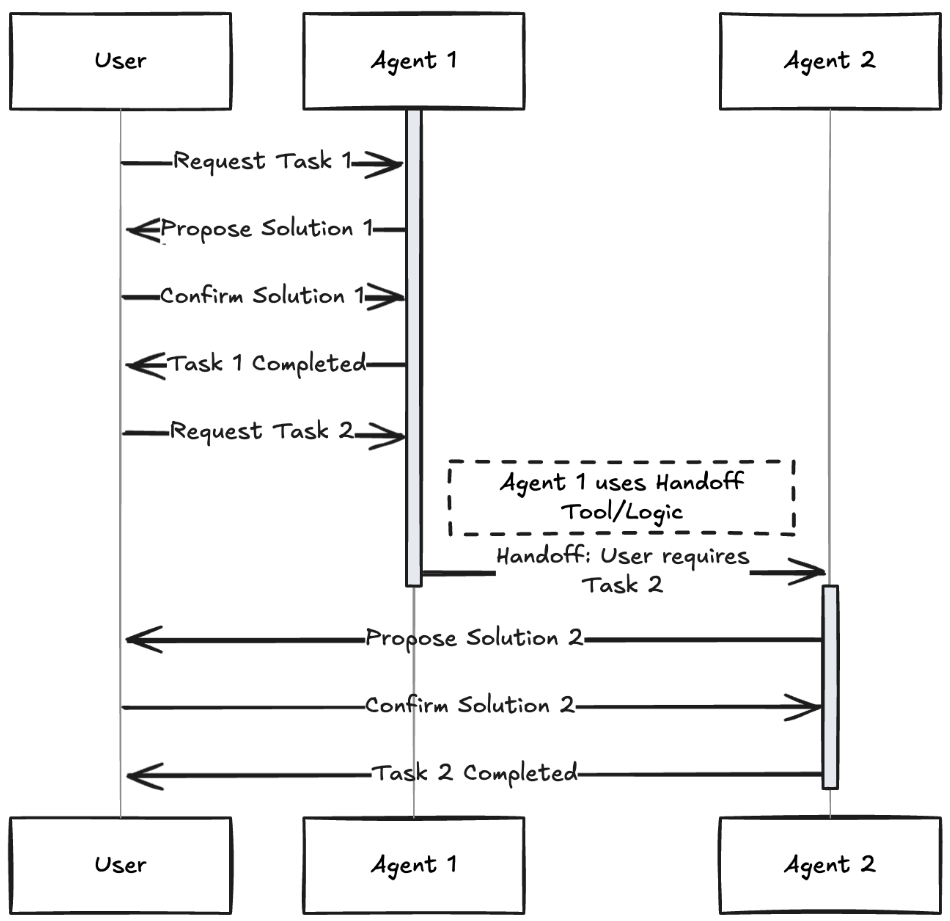 User
Agent 1
Agent 2
Request Task 1
Propose Solution 1
Confirm Solution 1
Task 1 Completed
Request Task 2
Agent 1 uses Handoff
Tool/Logic
Handoff: User requires
Task 2
Propose Solution 2
Confirm Solution 2
Task 2 Completed
User
Agent 1
Agent 2